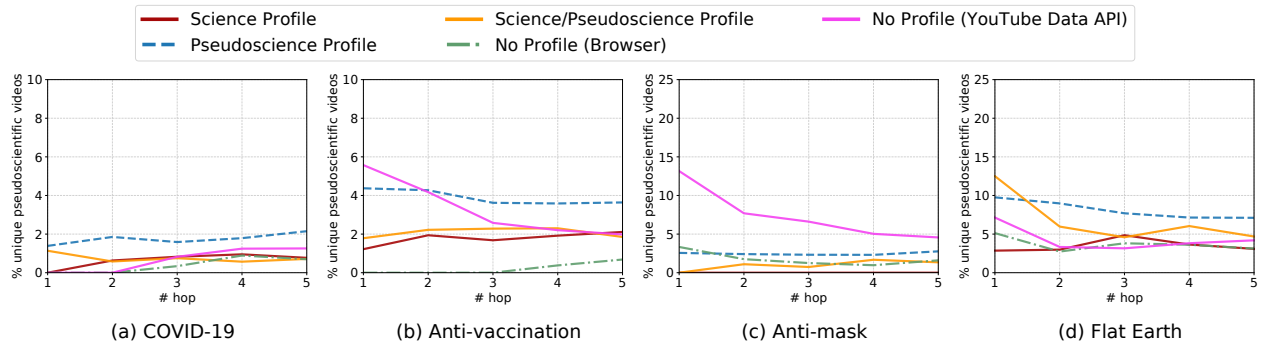 Science Profile
Science/Pseudoscience Profile
No Profile (YouTube Data API)
Pseudoscience Profile
No Profile (Browser)
% unique pseudoscientific videos
10
8
6
4
2
0
1 2 3 4 5
# hop
(a) COVID-19
% unique pseudoscientific videos
10
8
6
4
2
0
1 2 3 4 5
# hop
(b) Anti-vaccination
% unique pseudoscientific videos
25
20
15
10
5
0
1 2 3 4 5
# hop
(c) Anti-mask
% unique pseudoscientific videos
25
20
15
10
5
0
1 2 3 4 5
# hop
(d) Flat Earth